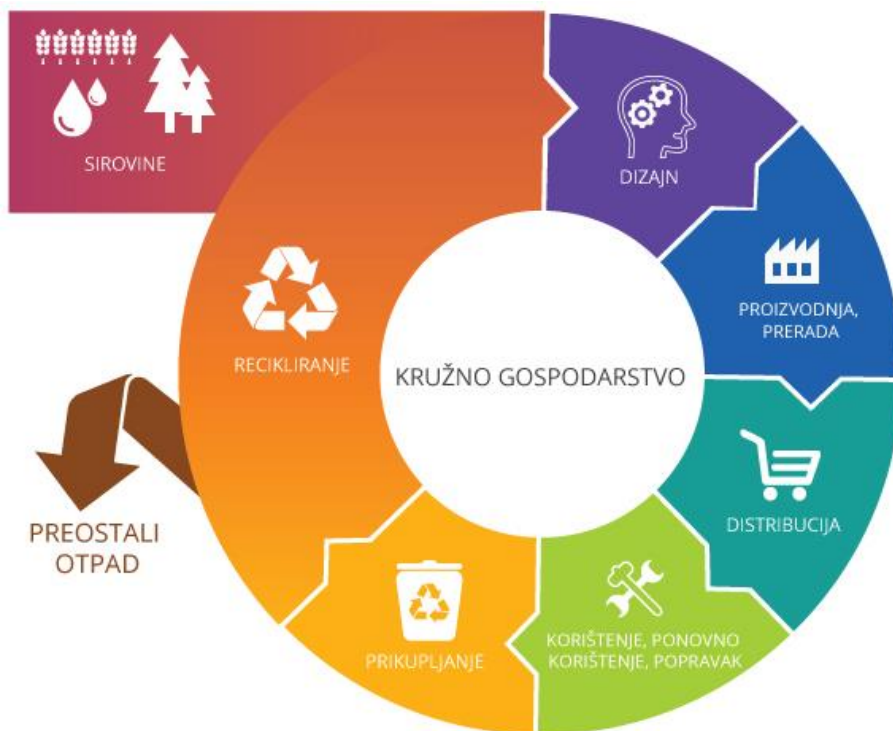 SIROVINE
DIZAJN
PROIZVODNJA,
PRERADA
RECIKLIRANJE
KRUŽNO GOSPODARSTVO
DISTRIBUCIJA
PREOSTALI
OTPAD
KORIŠTENJE, PONOVNO
KORIŠTENJE, POPRAVAK
PRIKUPLJANJE